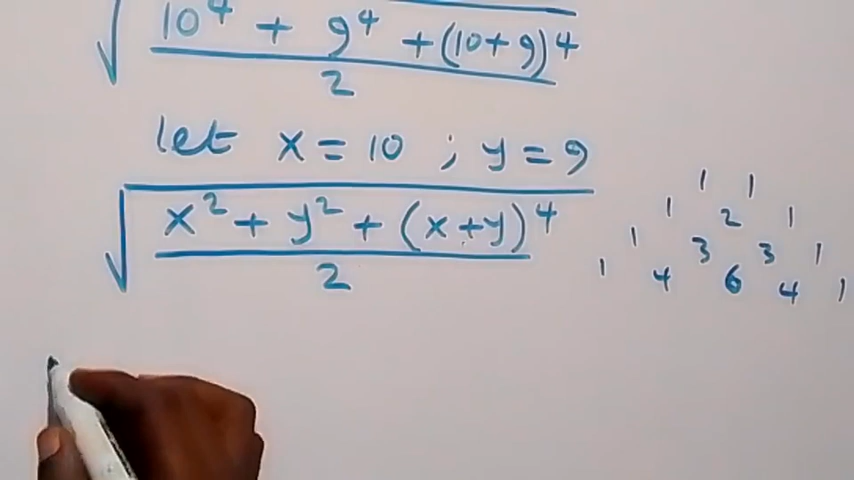 √((10⁴ + 9⁴ + (10+9)⁴)/2)
let x = 10 ; y = 9
√((x² + y² + (x+y)⁴)/2)
1 1
1 2 1
1 3 3 1
1 4 6 4 1